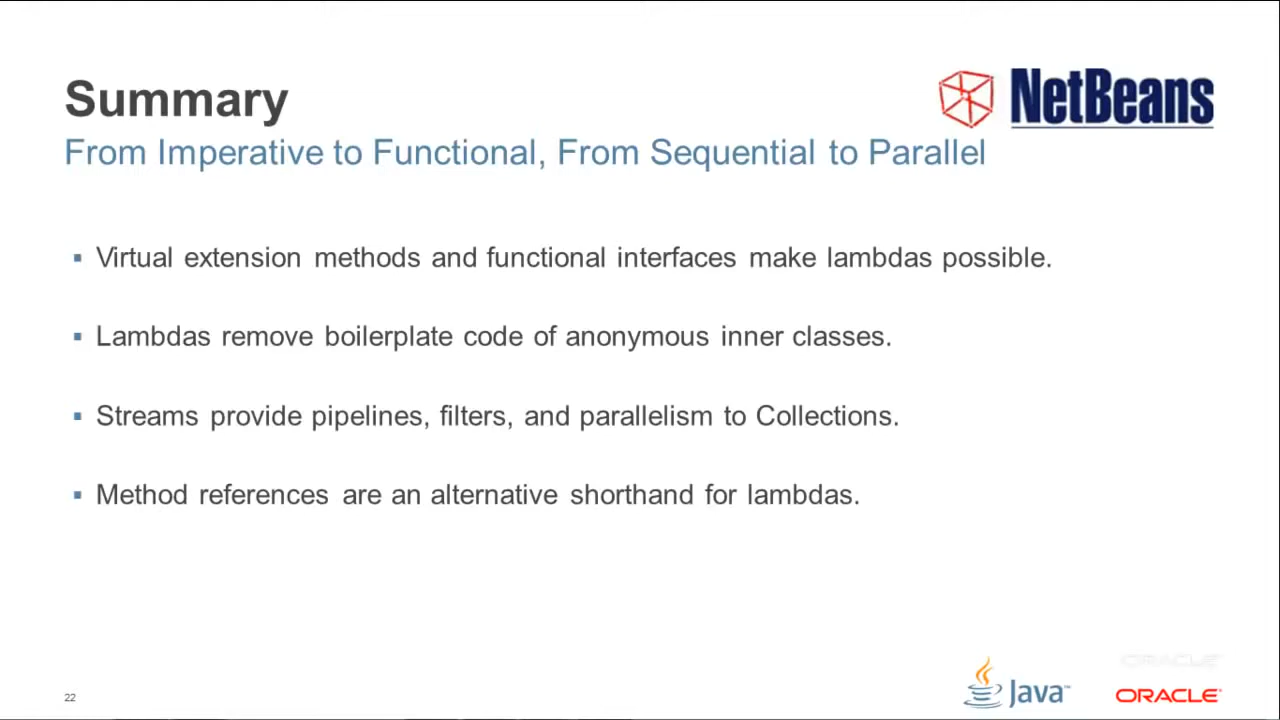 Summary
NetBeans
From Imperative to Functional, From Sequential to Parallel
Virtual extension methods and functional interfaces make lambdas possible.
Lambdas remove boilerplate code of anonymous inner classes.
Streams provide pipelines, filters, and parallelism to Collections.
Method references are an alternative shorthand for lambdas.
ORACLE
22
Java™
ORACLE